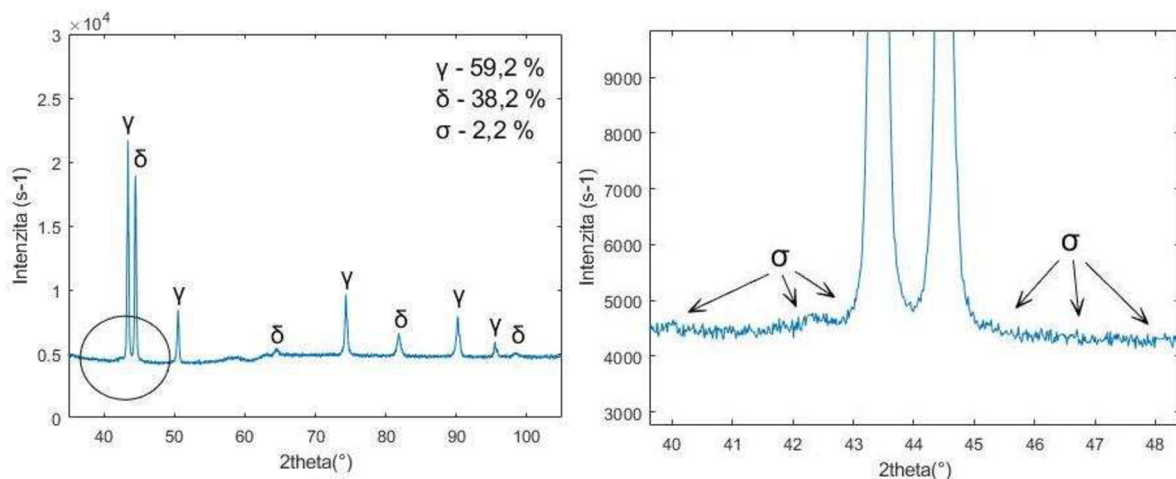 ×10⁴
3
2.5
2
1.5
1
0.5
0
Intenzita (s-1)
40 50 60 70 80 90 100
2theta(°)
γ - 59,2 %
δ - 38,2 %
σ - 2,2 %
γ
δ
γ
δ
γ
δ
γ
γ
δ
9000
8000
7000
6000
5000
4000
3000
Intenzita (s-1)
σ
σ
40 41 42 43 44 45 46 47 48
2theta(°)